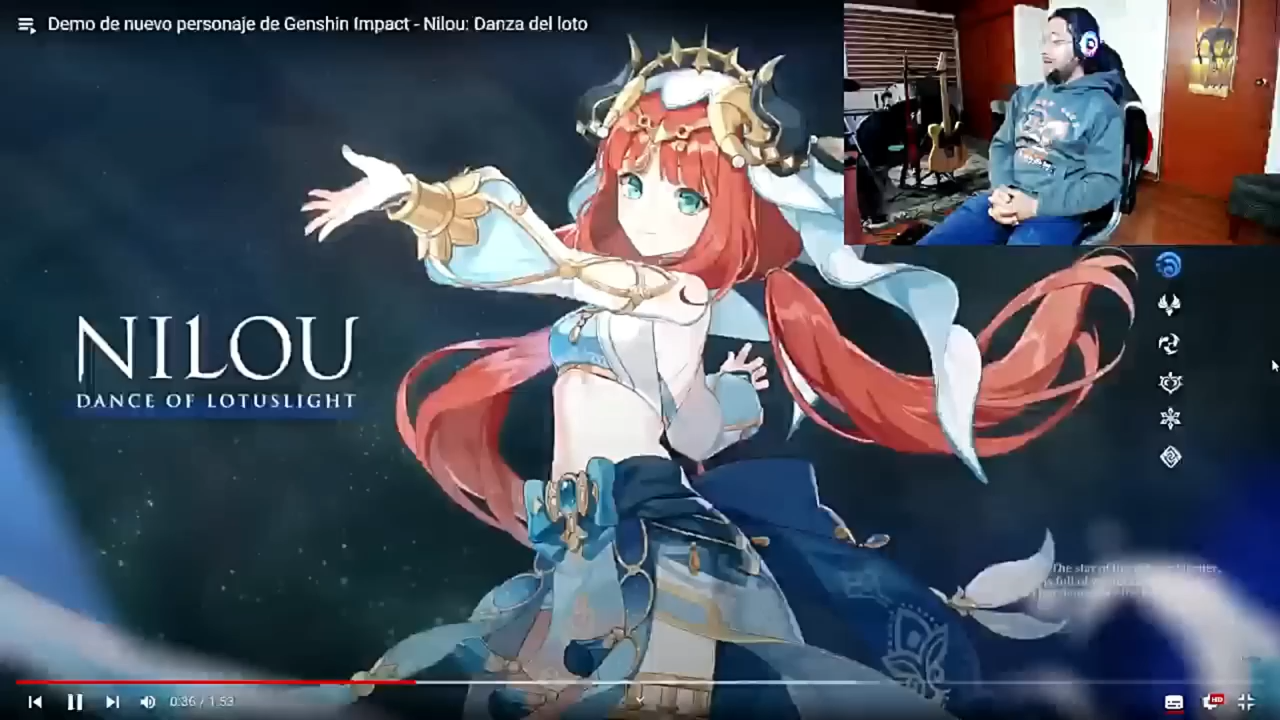 Demo de nuevo personaje de Genshin Impact - Nilou: Danza del loto
NILOU
DANCE OF LOTUSLIGHT
0:36 / 1:53
HD